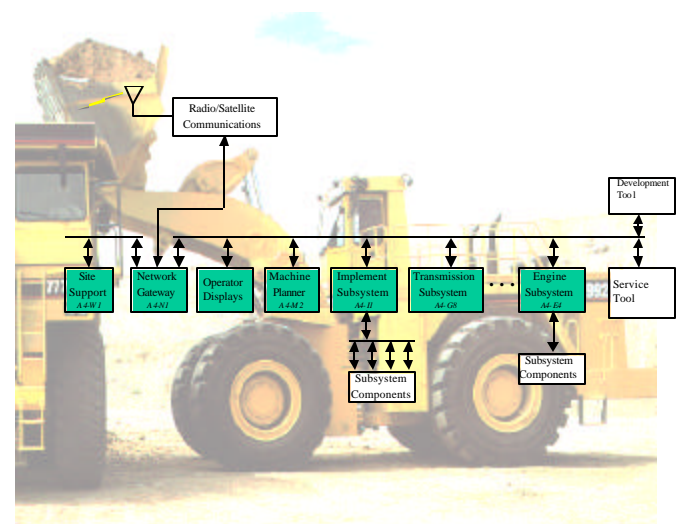 Radio/Satellite
Communications
Development
Tool
Site
Support
A4-W1
Network
Gateway
A4-N1
Operator
Displays
Machine
Planner
A4-M2
Implement
Subsystem
A4-I1
Transmission
Subsystem
A4-G8
Engine
Subsystem
A4-E4
Service
Tool
Subsystem
Components
Subsystem
Components